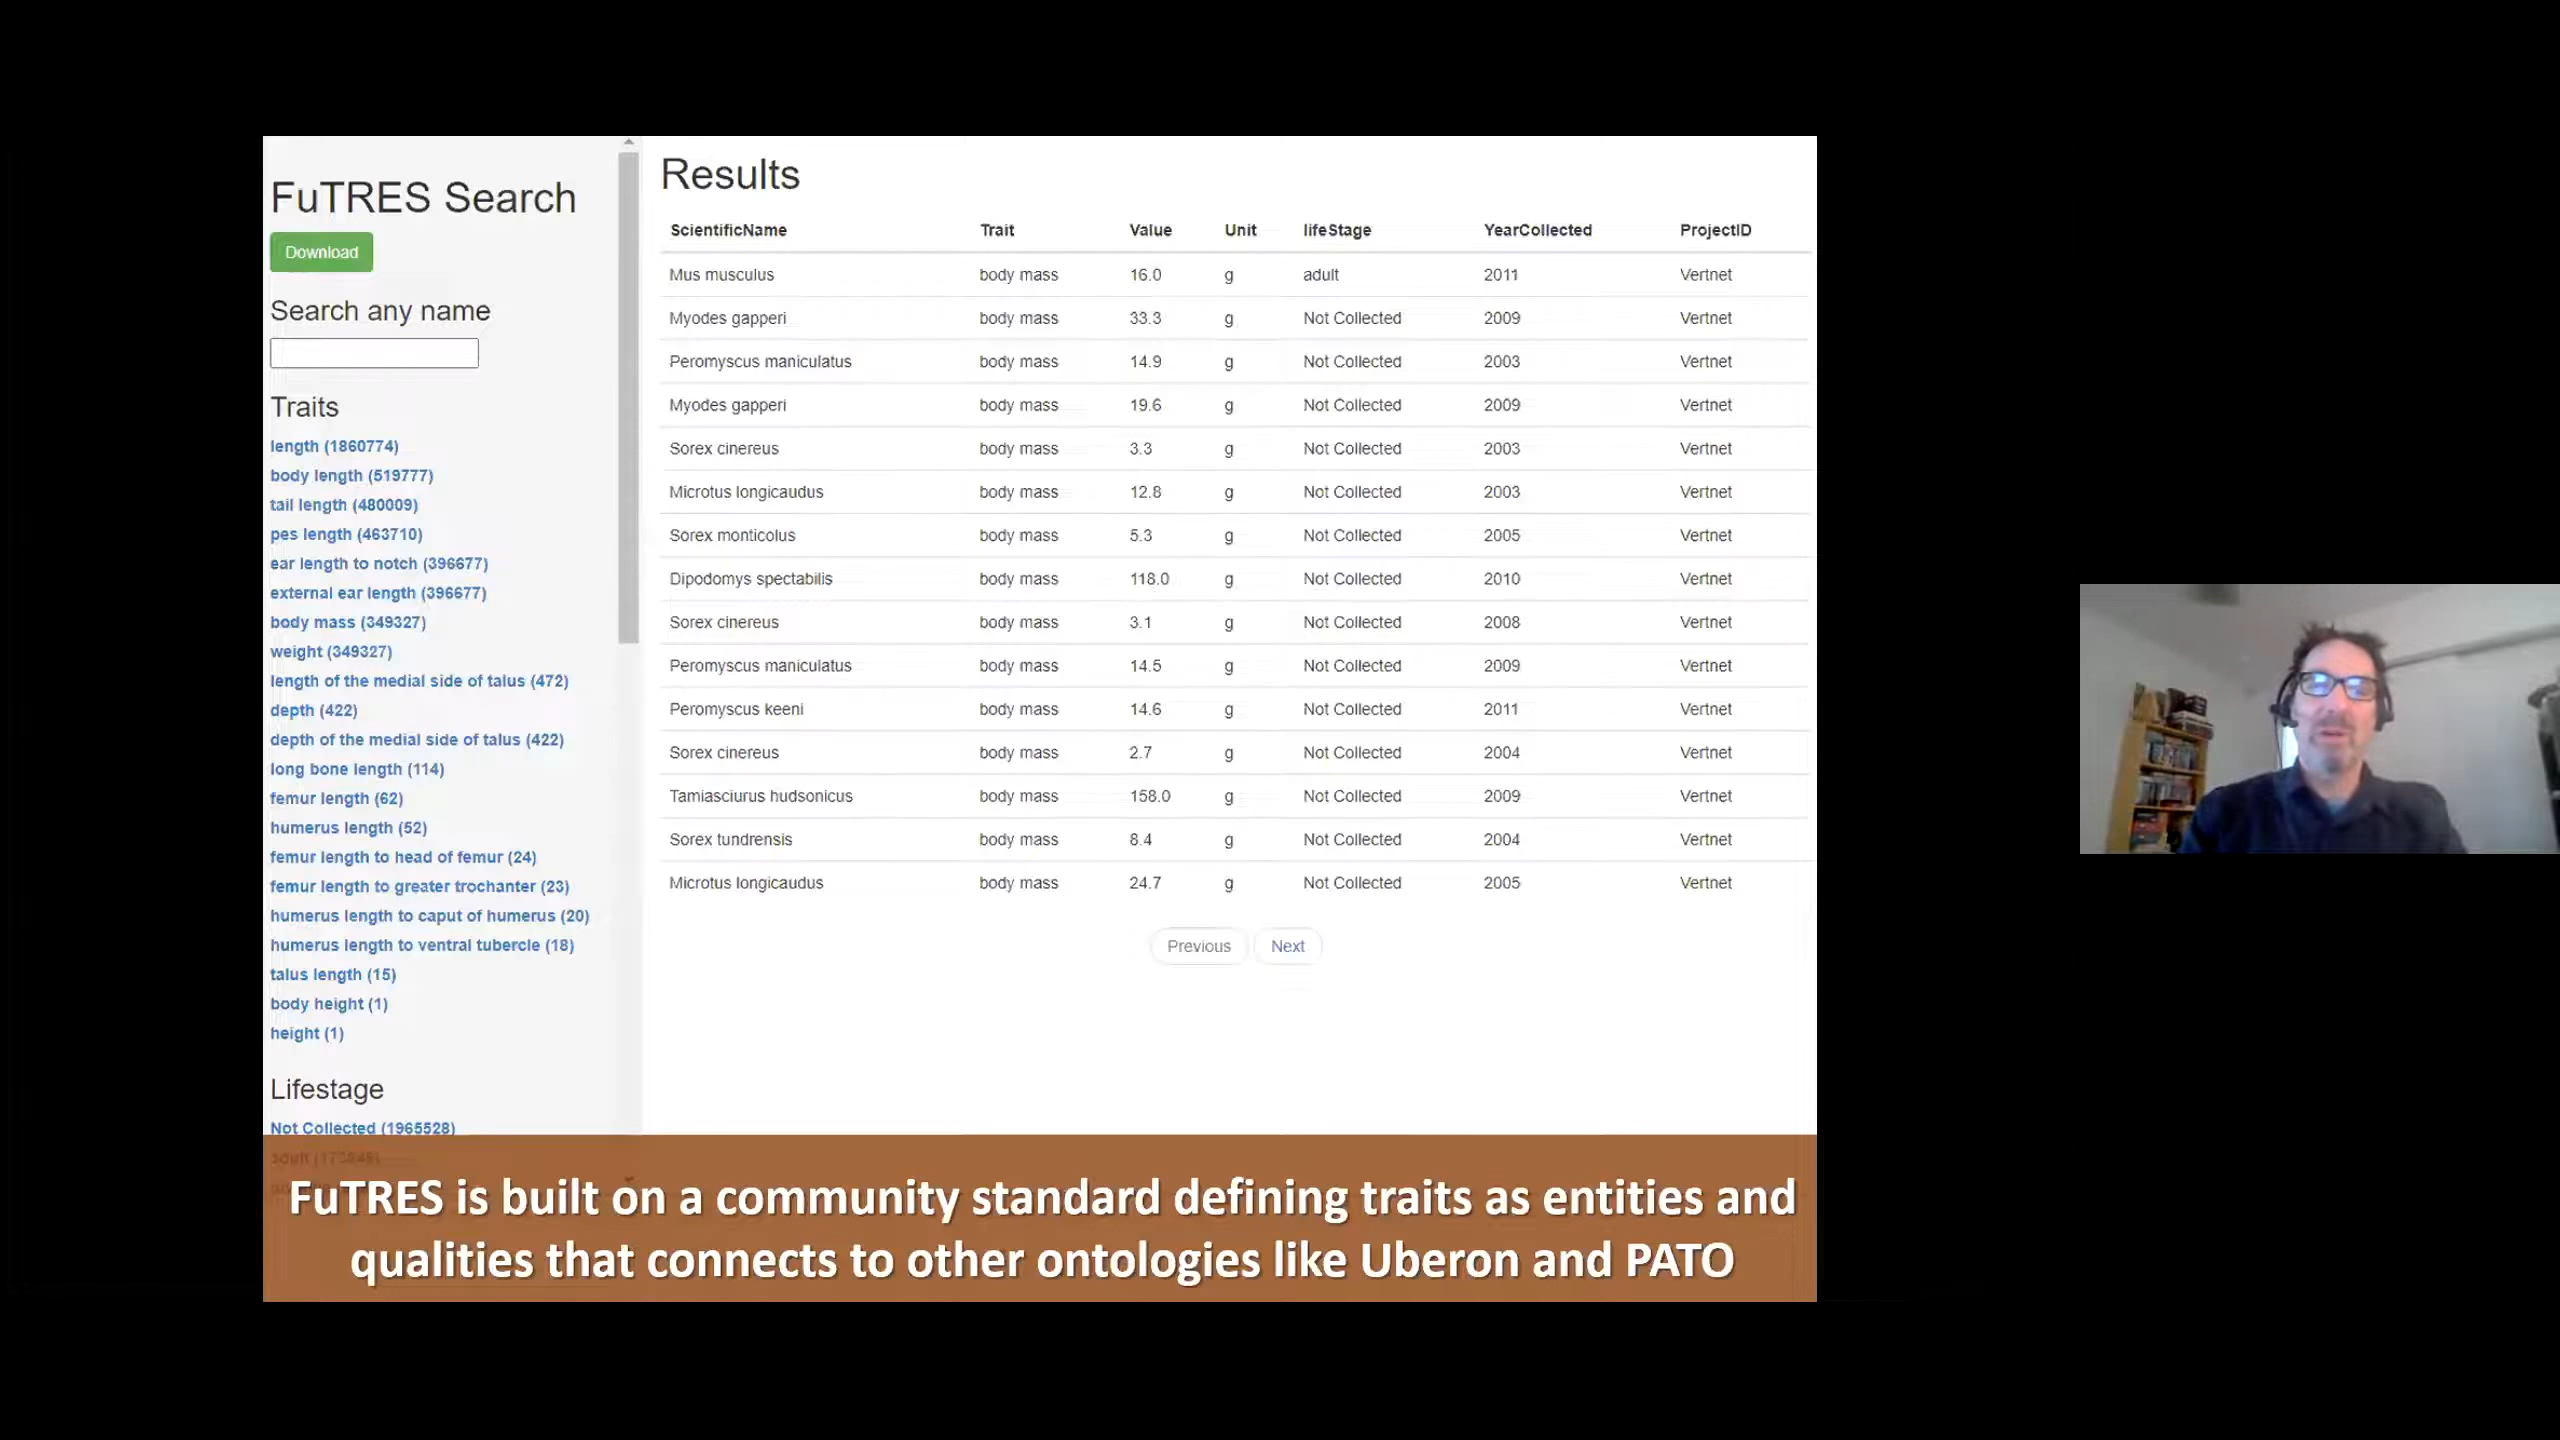 FuTRES Search
Download
Search any name
Traits
length (1860774)
body length (519777)
tail length (480009)
pes length (463710)
ear length to notch (396677)
external ear length (396677)
body mass (349327)
weight (349327)
length of the medial side of talus (472)
depth (422)
depth of the medial side of talus (422)
long bone length (114)
femur length (62)
humerus length (52)
femur length to head of femur (24)
femur length to greater trochanter (23)
humerus length to caput of humerus (20)
humerus length to ventral tubercle (18)
talus length (15)
body height (1)
height (1)
Lifestage
Not Collected (1965528)
Results
ScientificName Trait Value Unit lifeStage YearCollected ProjectID
Mus musculus body mass 16.0 g adult 2011 Vertnet
Myodes gapperi body mass 33.3 g Not Collected 2009 Vertnet
Peromyscus maniculatus body mass 14.9 g Not Collected 2003 Vertnet
Myodes gapperi body mass 19.6 g Not Collected 2009 Vertnet
Sorex cinereus body mass 3.3 g Not Collected 2003 Vertnet
Microtus longicaudus body mass 12.8 g Not Collected 2003 Vertnet
Sorex monticolus body mass 5.3 g Not Collected 2005 Vertnet
Dipodomys spectabilis body mass 118.0 g Not Collected 2010 Vertnet
Sorex cinereus body mass 3.1 g Not Collected 2008 Vertnet
Peromyscus maniculatus body mass 14.5 g Not Collected 2009 Vertnet
Peromyscus keeni body mass 14.6 g Not Collected 2011 Vertnet
Sorex cinereus body mass 2.7 g Not Collected 2004 Vertnet
Tamiasciurus hudsonicus body mass 158.0 g Not Collected 2009 Vertnet
Sorex tundrensis body mass 8.4 g Not Collected 2004 Vertnet
Microtus longicaudus body mass 24.7 g Not Collected 2005 Vertnet
Previous Next
FuTRES is built on a community standard defining traits as entities and
qualities that connects to other ontologies like Uberon and PATO